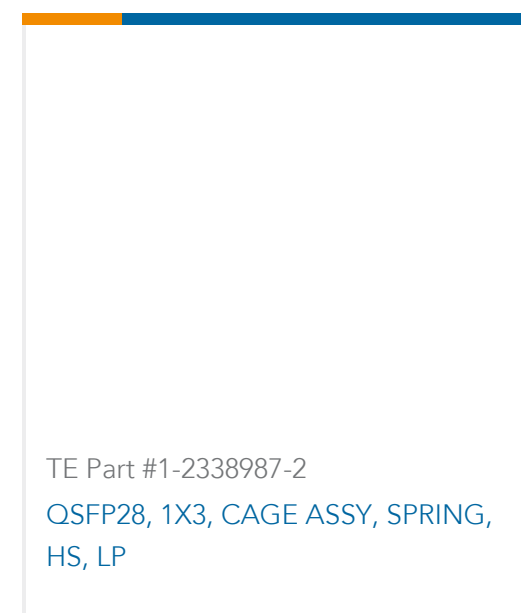 TE Part #1-2338987-2
QSFP28, 1X3, CAGE ASSY, SPRING,
HS, LP